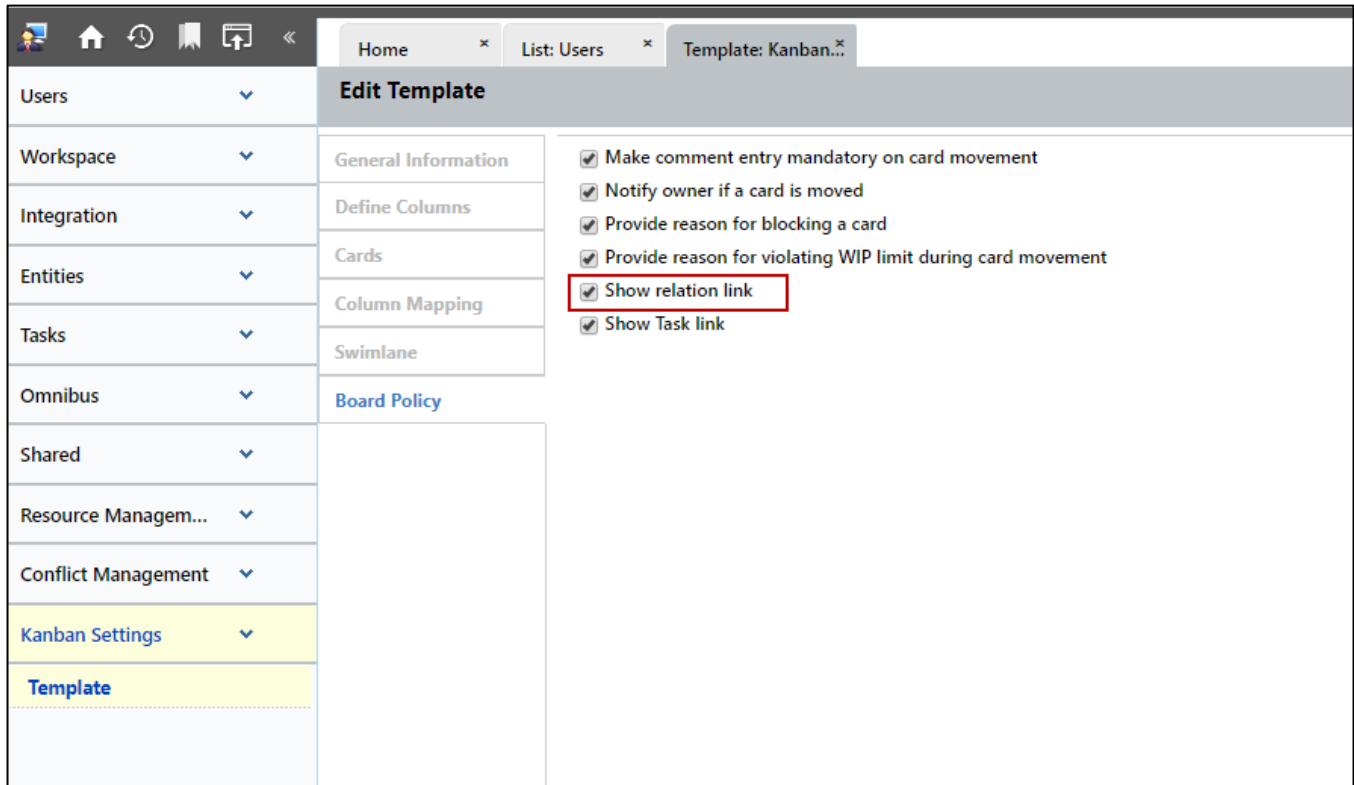 Home
List: Users
Template: Kanban...
Edit Template
Users
Workspace
Integration
Entities
Tasks
Omnibus
Shared
Resource Managem...
Conflict Management
Kanban Settings
Template
General Information
Define Columns
Cards
Column Mapping
Swimlane
Board Policy
Make comment entry mandatory on card movement
Notify owner if a card is moved
Provide reason for blocking a card
Provide reason for violating WIP limit during card movement
Show relation link
Show Task link